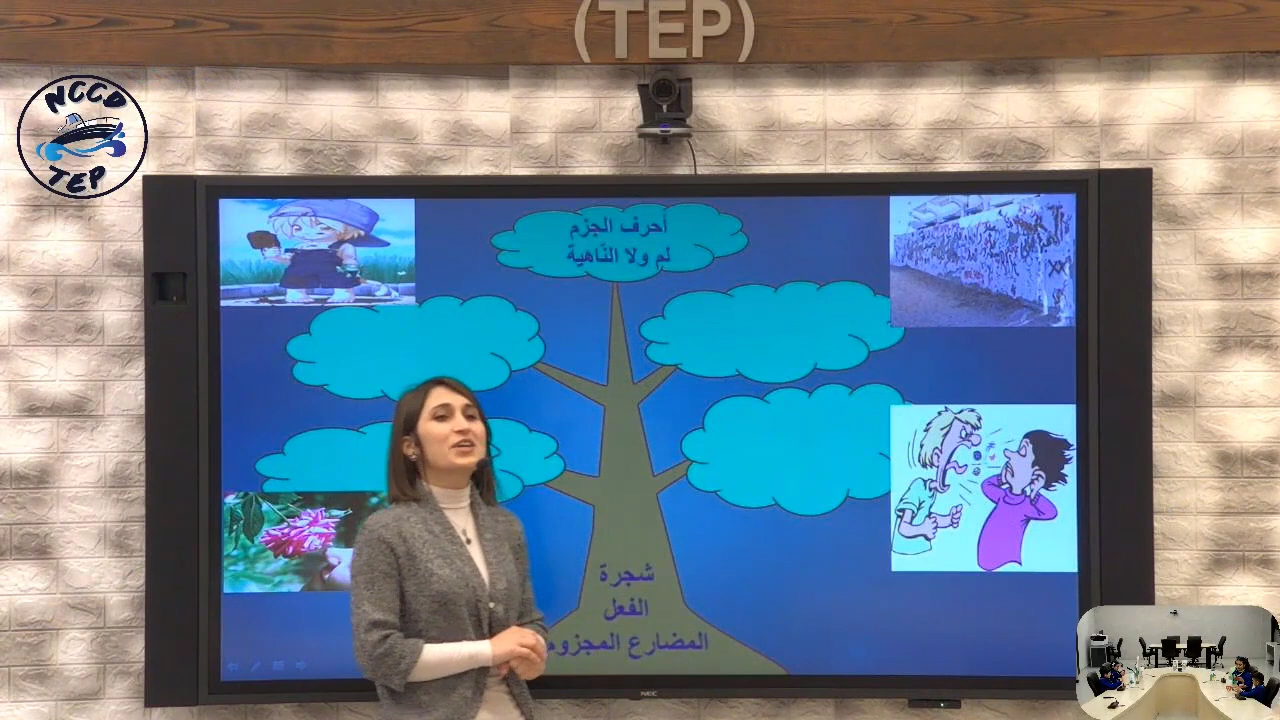 (TEP)
NCCD
TEP
أحرف الجزم
لم ولا النّاهية
شجرة
الفعل
المضارع المجزوم
NEC